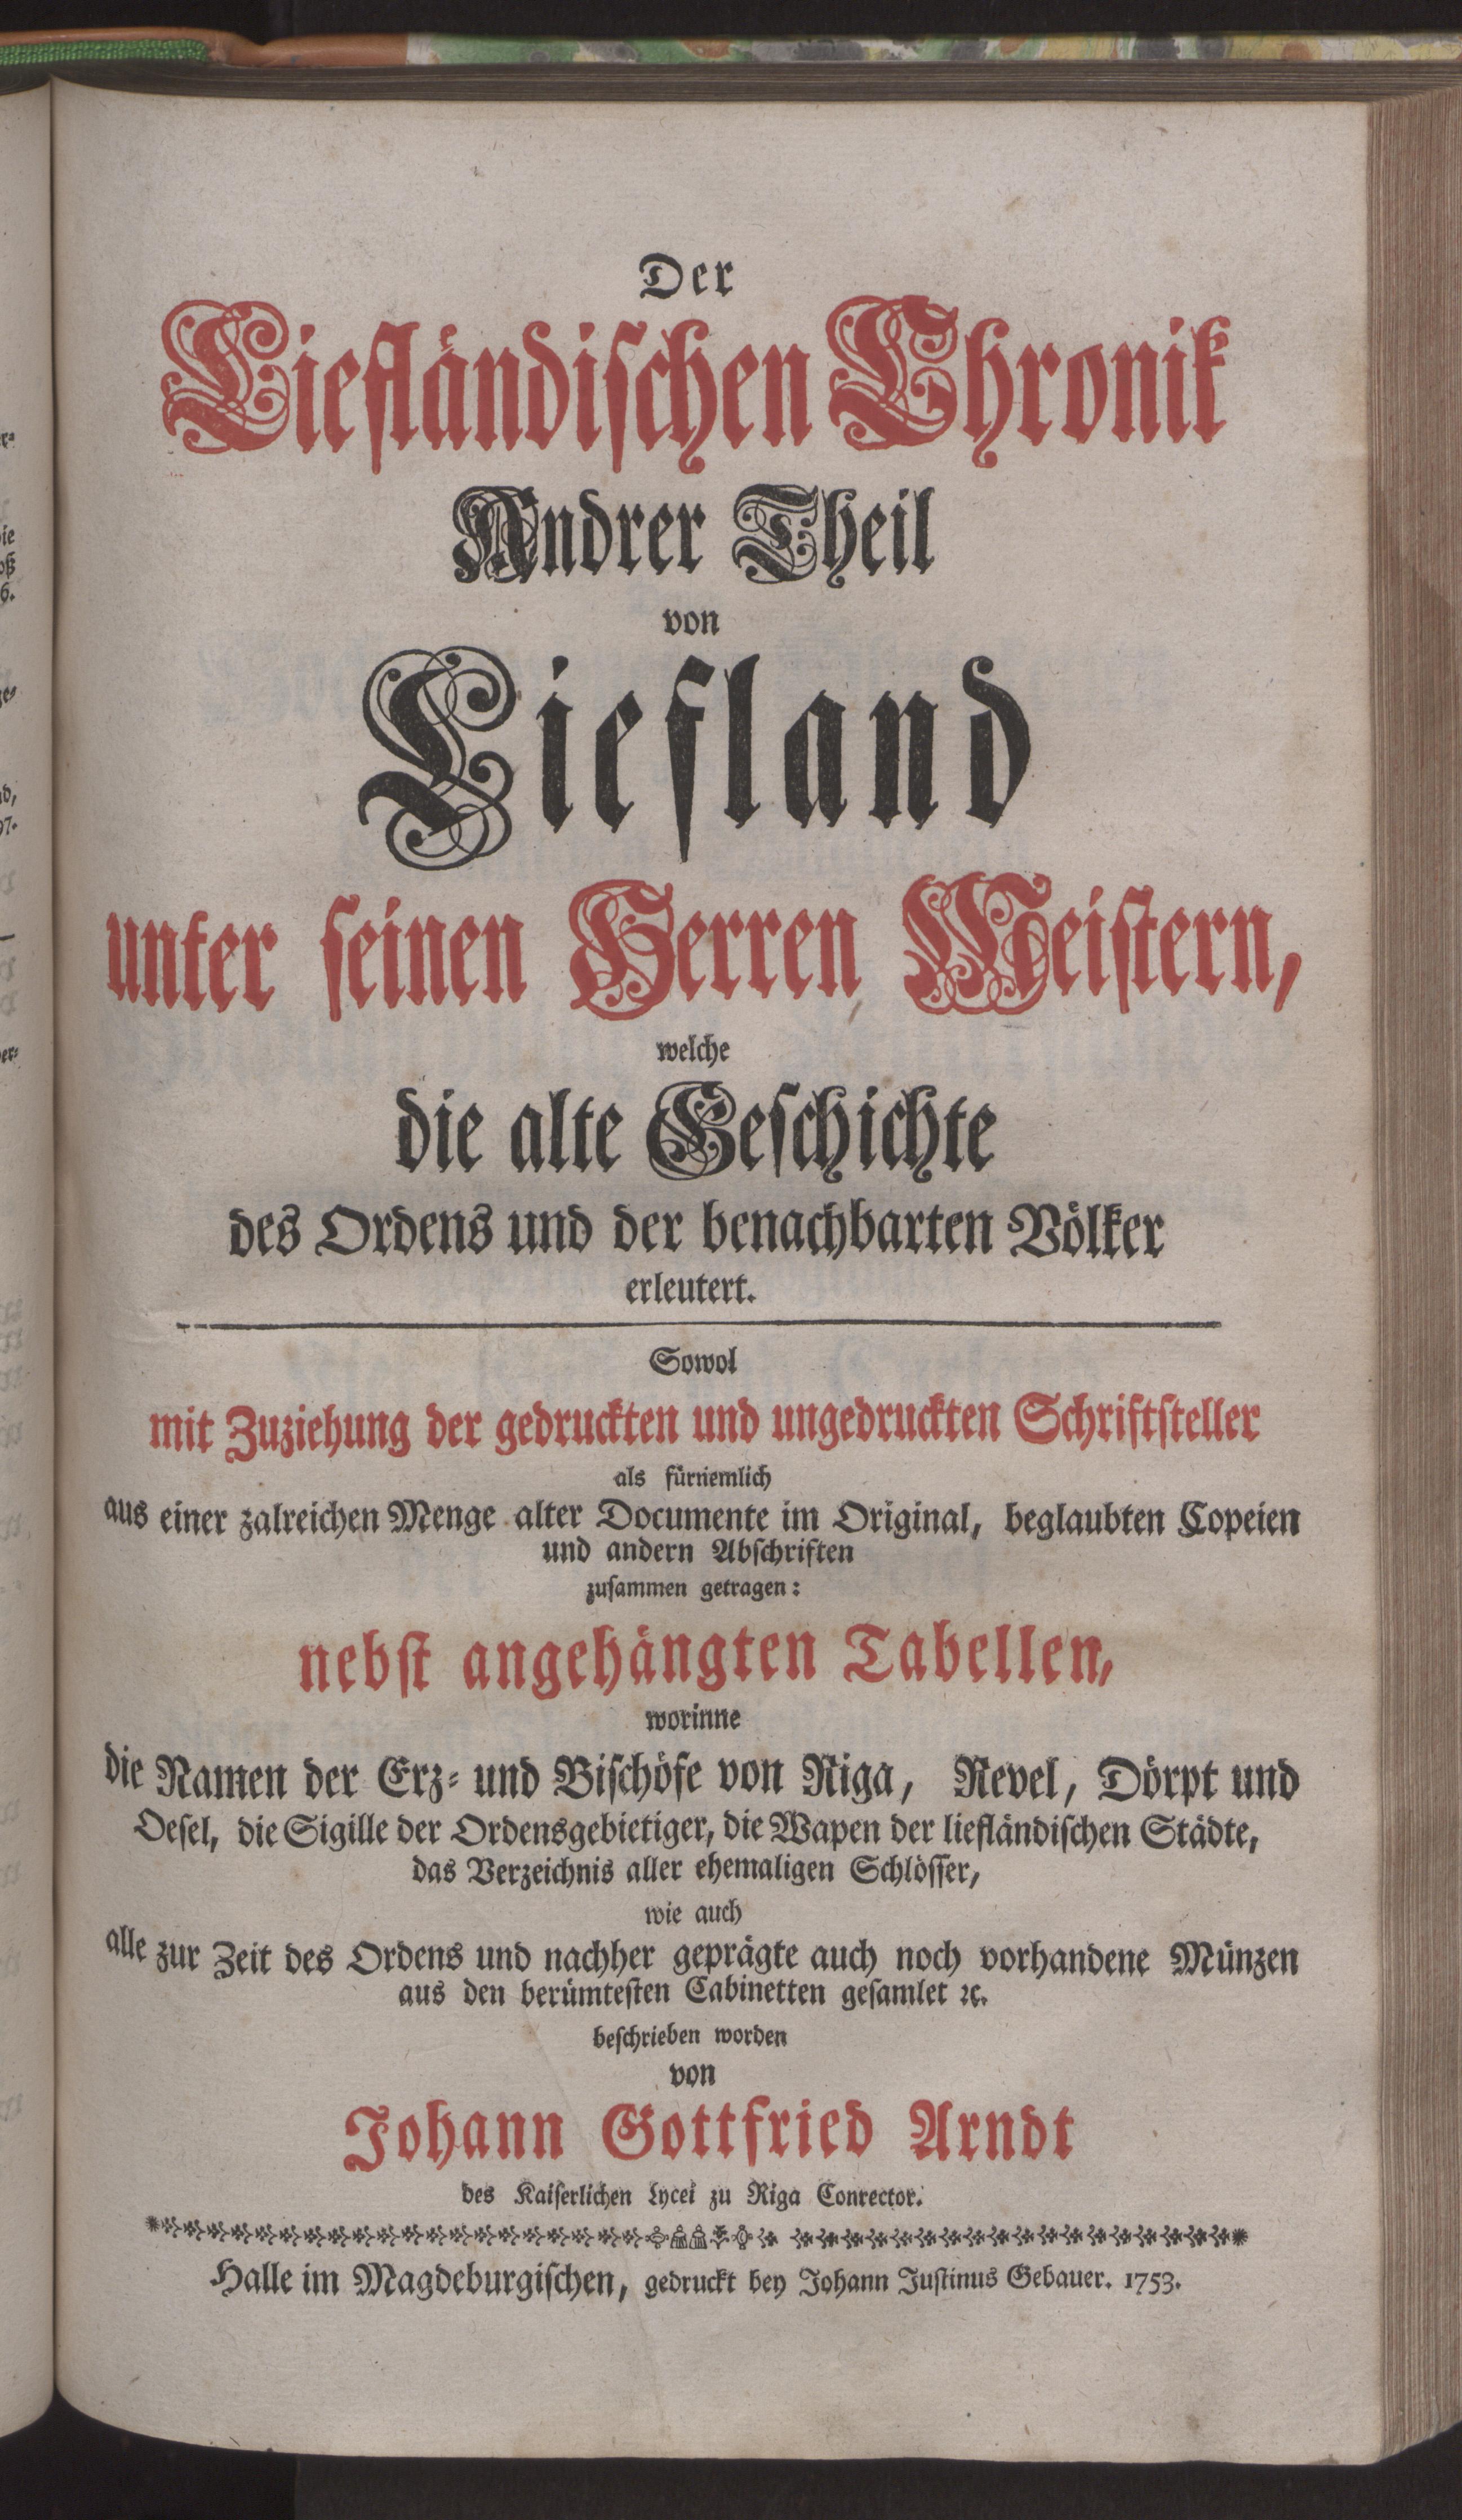 Der
Liefländischen Chronik
Andrer Theil
von
Liefland
unter seinen Herren Meistern,
welche
die alte Geschichte
des Ordens und der benachbarten Völker
erleutert.
Sowol
mit Zuziehung der gedruckten und ungedruckten Schriftsteller
als fürnemlich
aus einer zalreichen Menge alter Documente im Original, beglaubten Copeien
und andern Abschriften
zusammen getragen:
nebst angehängten Tabellen,
worinne
die Namen der Erz- und Bischöfe von Riga, Revel, Dörpt und
Oesel, die Sigille der Ordensgebietiger, die Wapen der liefländischen Städte,
das Verzeichnis aller ehemaligen Schlösser,
wie auch
alle zur Zeit des Ordens und nachher geprägte auch noch vorhandene Münzen
aus den berümtesten Cabinetten gesamlet ꝛc.
beschrieben worden
von
Johann Gottfried Arndt
des Kaiserlichen Lycei zu Riga Conrector.
Halle im Magdeburgischen, gedruckt bey Johann Justinus Gebauer. 1753.